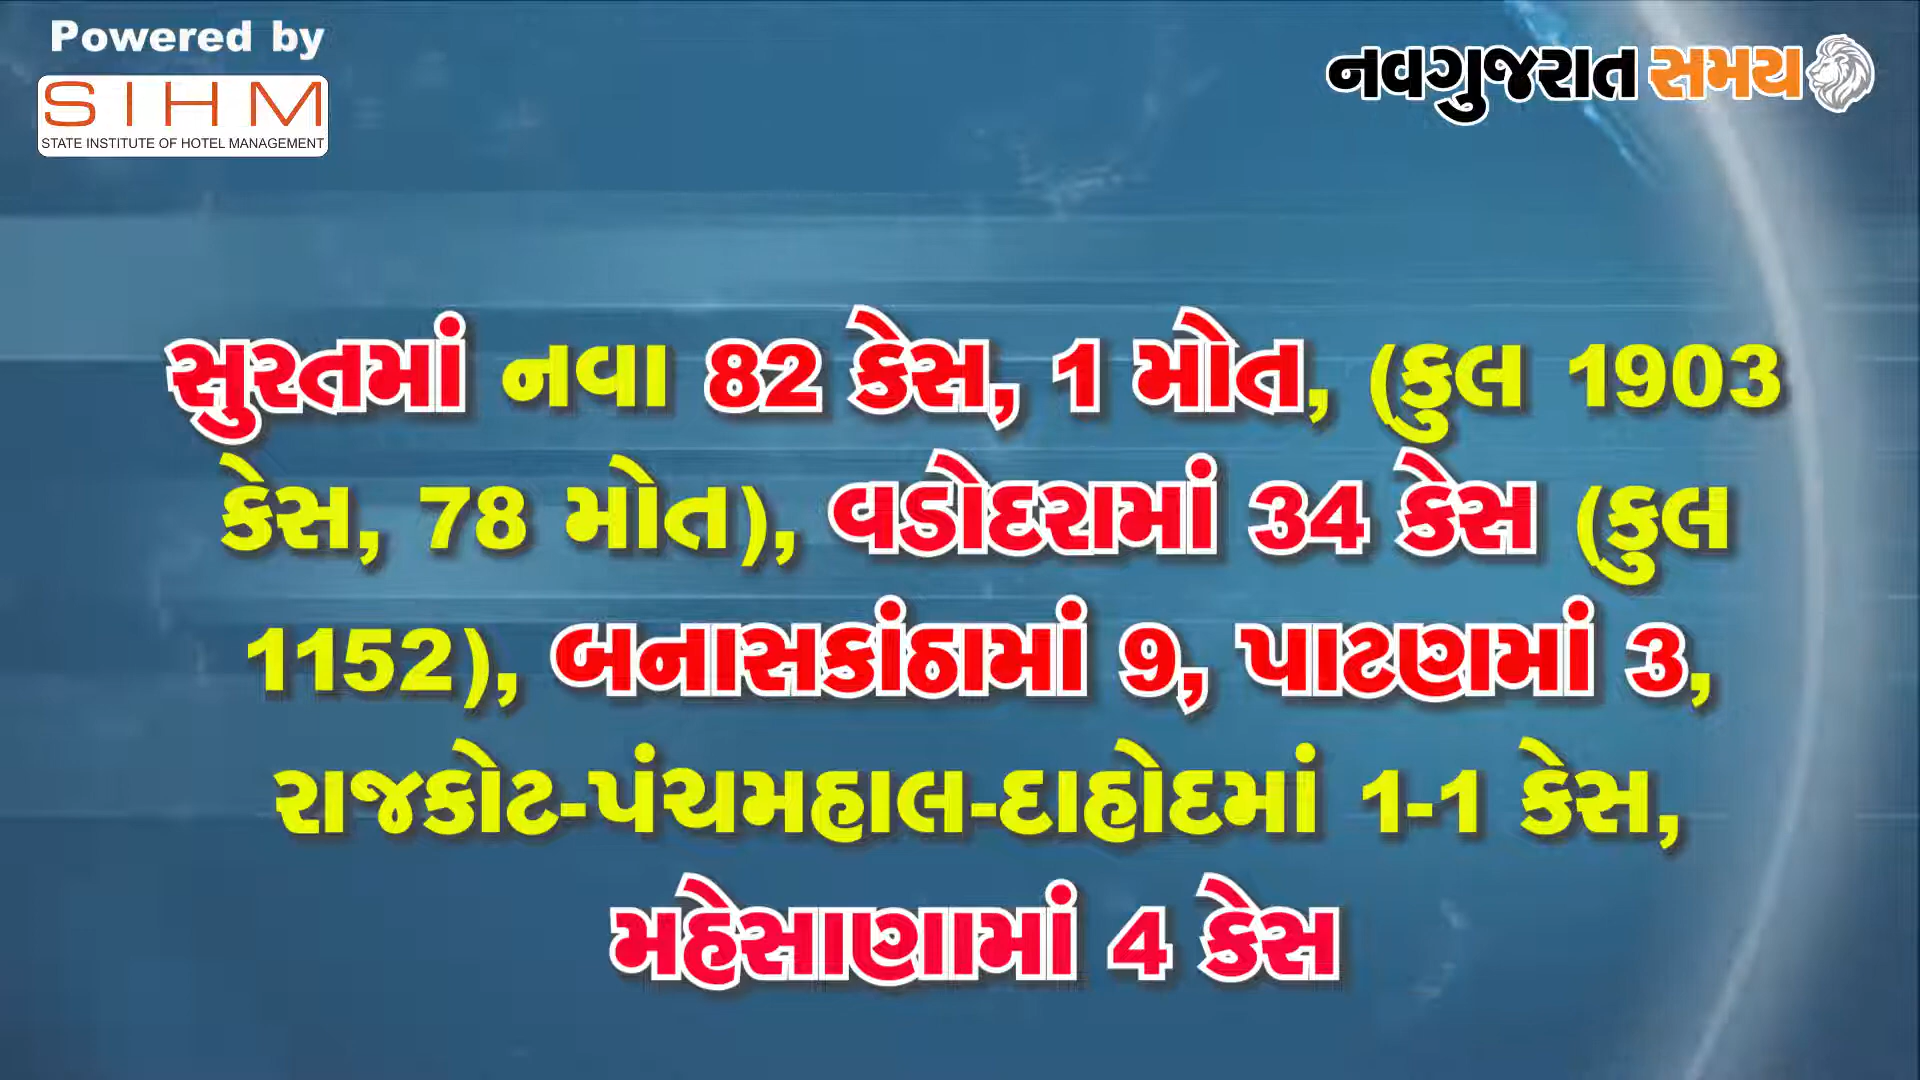 Powered by
SIHM
STATE INSTITUTE OF HOTEL MANAGEMENT
નવગુજરાત સમય
સુરતમાં નવા 82 કેસ, 1 મોત, (કુલ 1903
કેસ, 78 મોત), વડોદરામાં 34 કેસ (કુલ
1152), બનાસકાંઠામાં 9, પાટણમાં 3,
રાજકોટ-પંચમહાલ-દાહોદમાં 1-1 કેસ,
મહેસાણામાં 4 કેસ